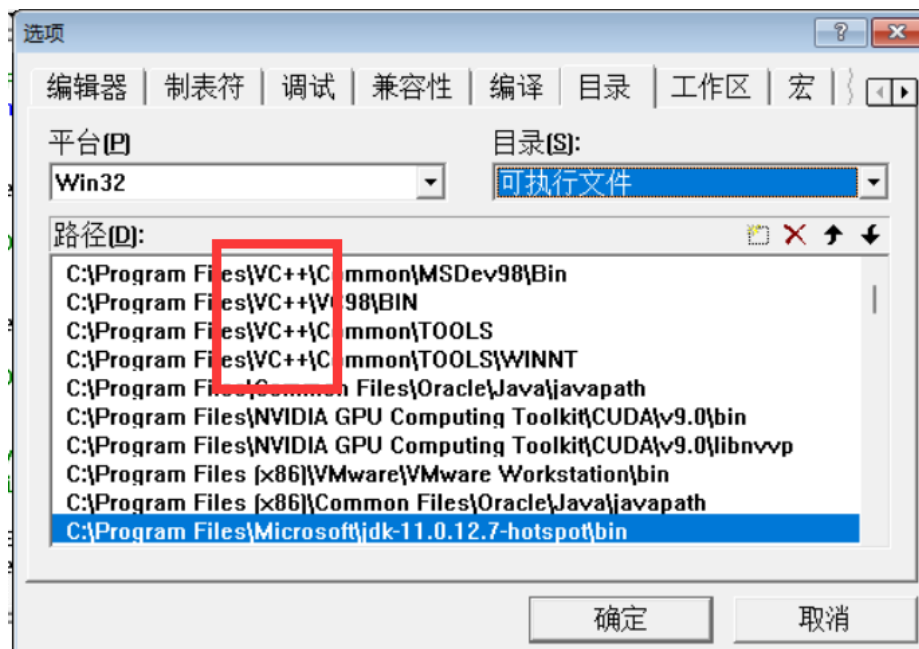 选项
编辑器 制表符 调试 兼容性 编译 目录 工作区 宏
平台(P) 目录(S):
Win32 可执行文件
路径(D):
C:\Program Files\VC++\Common\MSDev98\Bin
C:\Program Files\VC++\VC98\BIN
C:\Program Files\VC++\Common\TOOLS
C:\Program Files\VC++\Common\TOOLS\WINNT
C:\Program Files\Common Files\Oracle\Java\javapath
C:\Program Files\NVIDIA GPU Computing Toolkit\CUDA\v9.0\bin
C:\Program Files\NVIDIA GPU Computing Toolkit\CUDA\v9.0\libnvvp
C:\Program Files (x86)\VMware\VMware Workstation\bin
C:\Program Files (x86)\Common Files\Oracle\Java\javapath
C:\Program Files\Microsoft\jdk-11.0.12.7-hotspot\bin
确定 取消